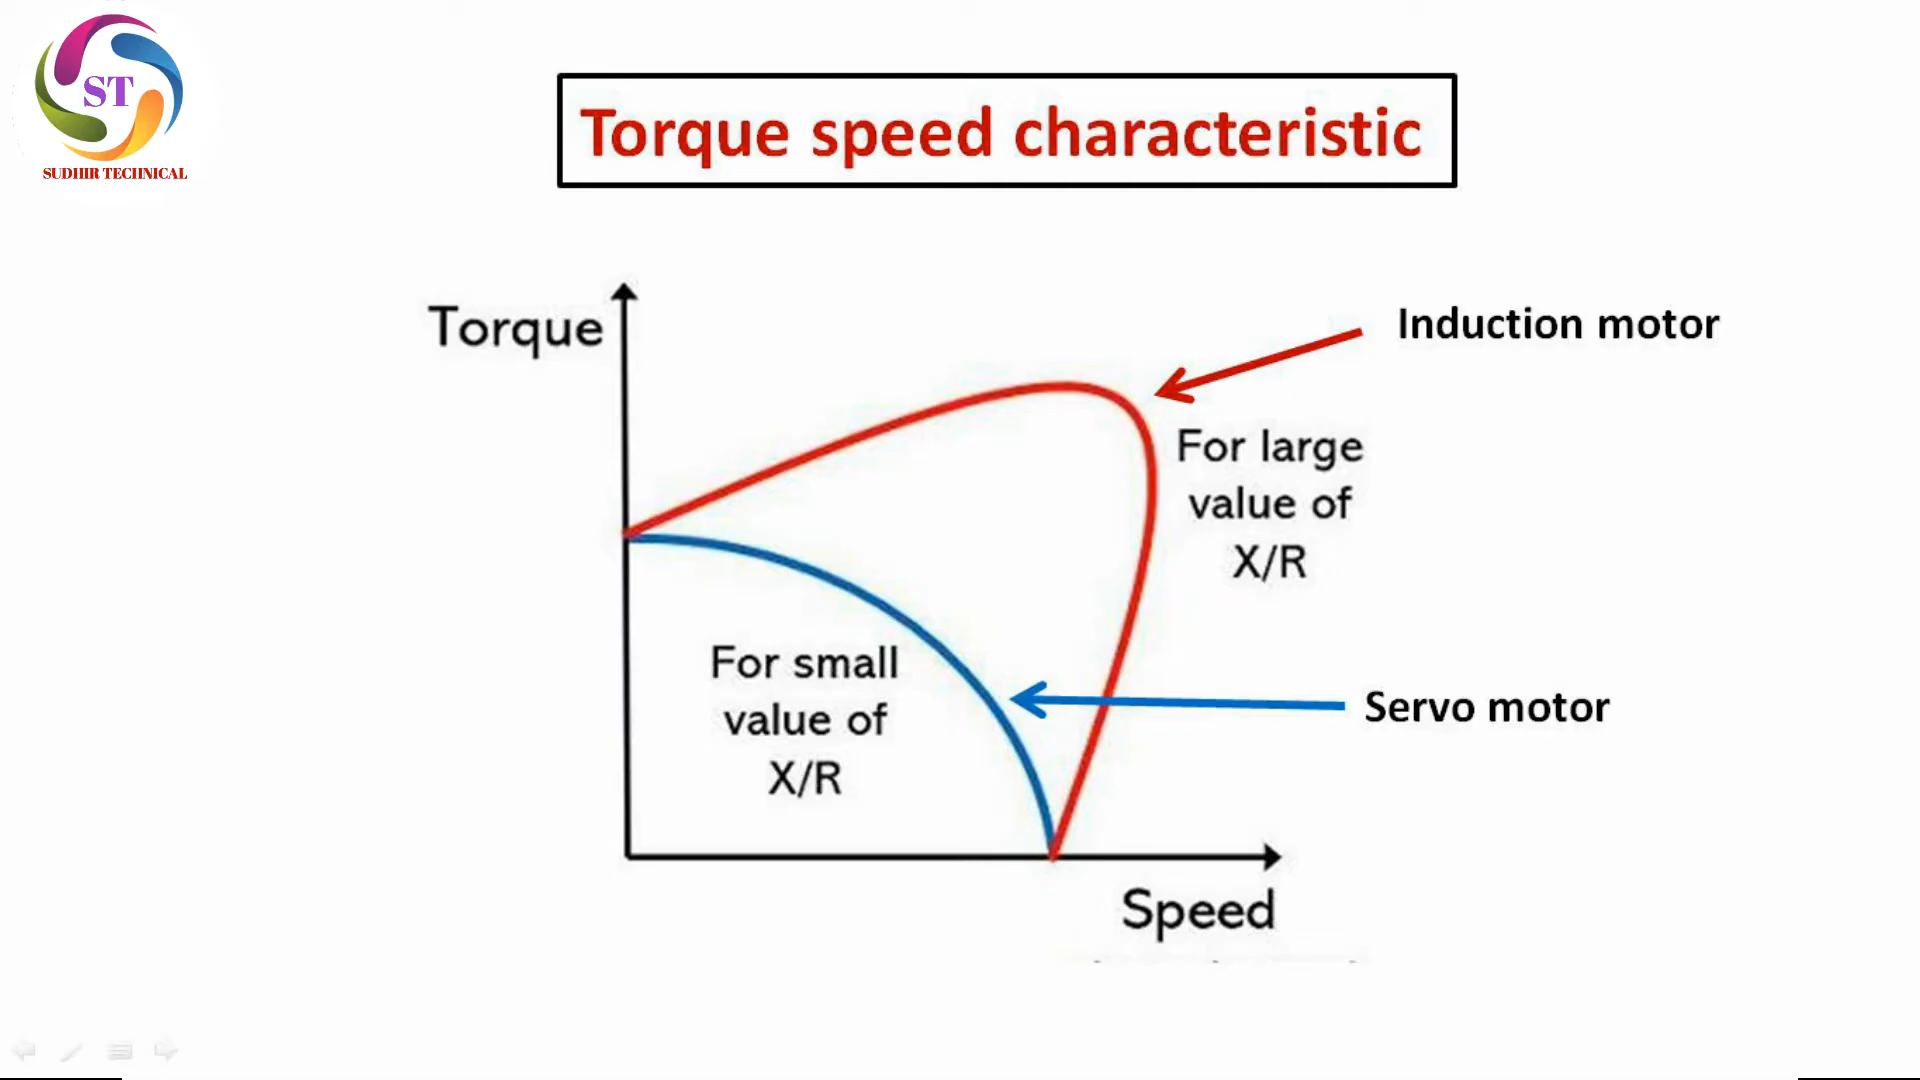 ST
SUDHIR TECHNICAL
Torque speed characteristic
Torque
Induction motor
For large
value of
X/R
For small
value of
X/R
Servo motor
Speed